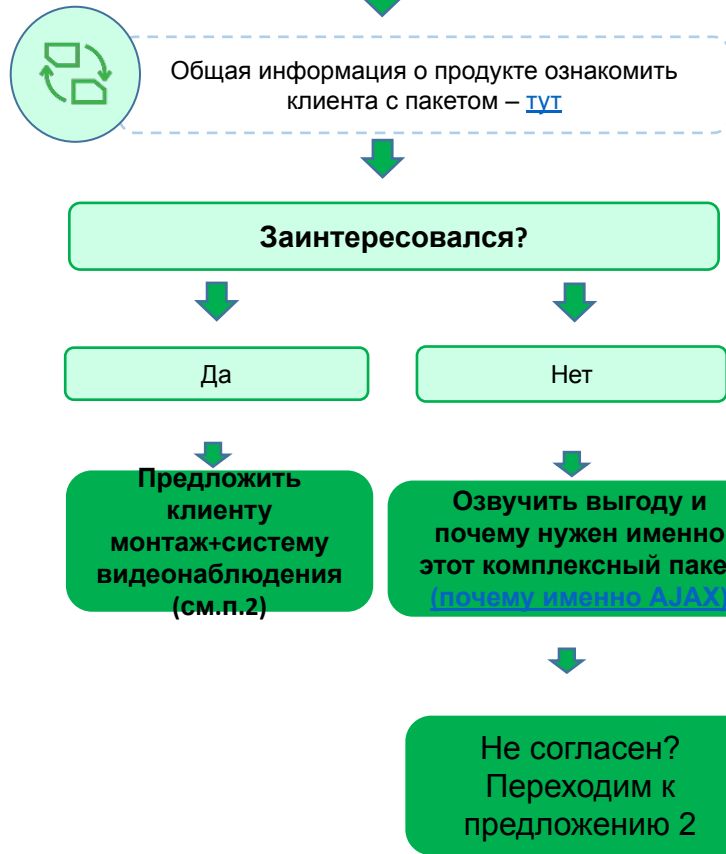 Общая информация о продукте ознакомить
клиента с пакетом – тут
Заинтересовался?
Да
Нет
Предложить
клиенту
монтаж+систему
видеонаблюдения
(см.п.2)
Озвучить выгоду и
почему нужен именно
этот комплексный паке
(почему именно AJAX)
Не согласен?
Переходим к
предложению 2